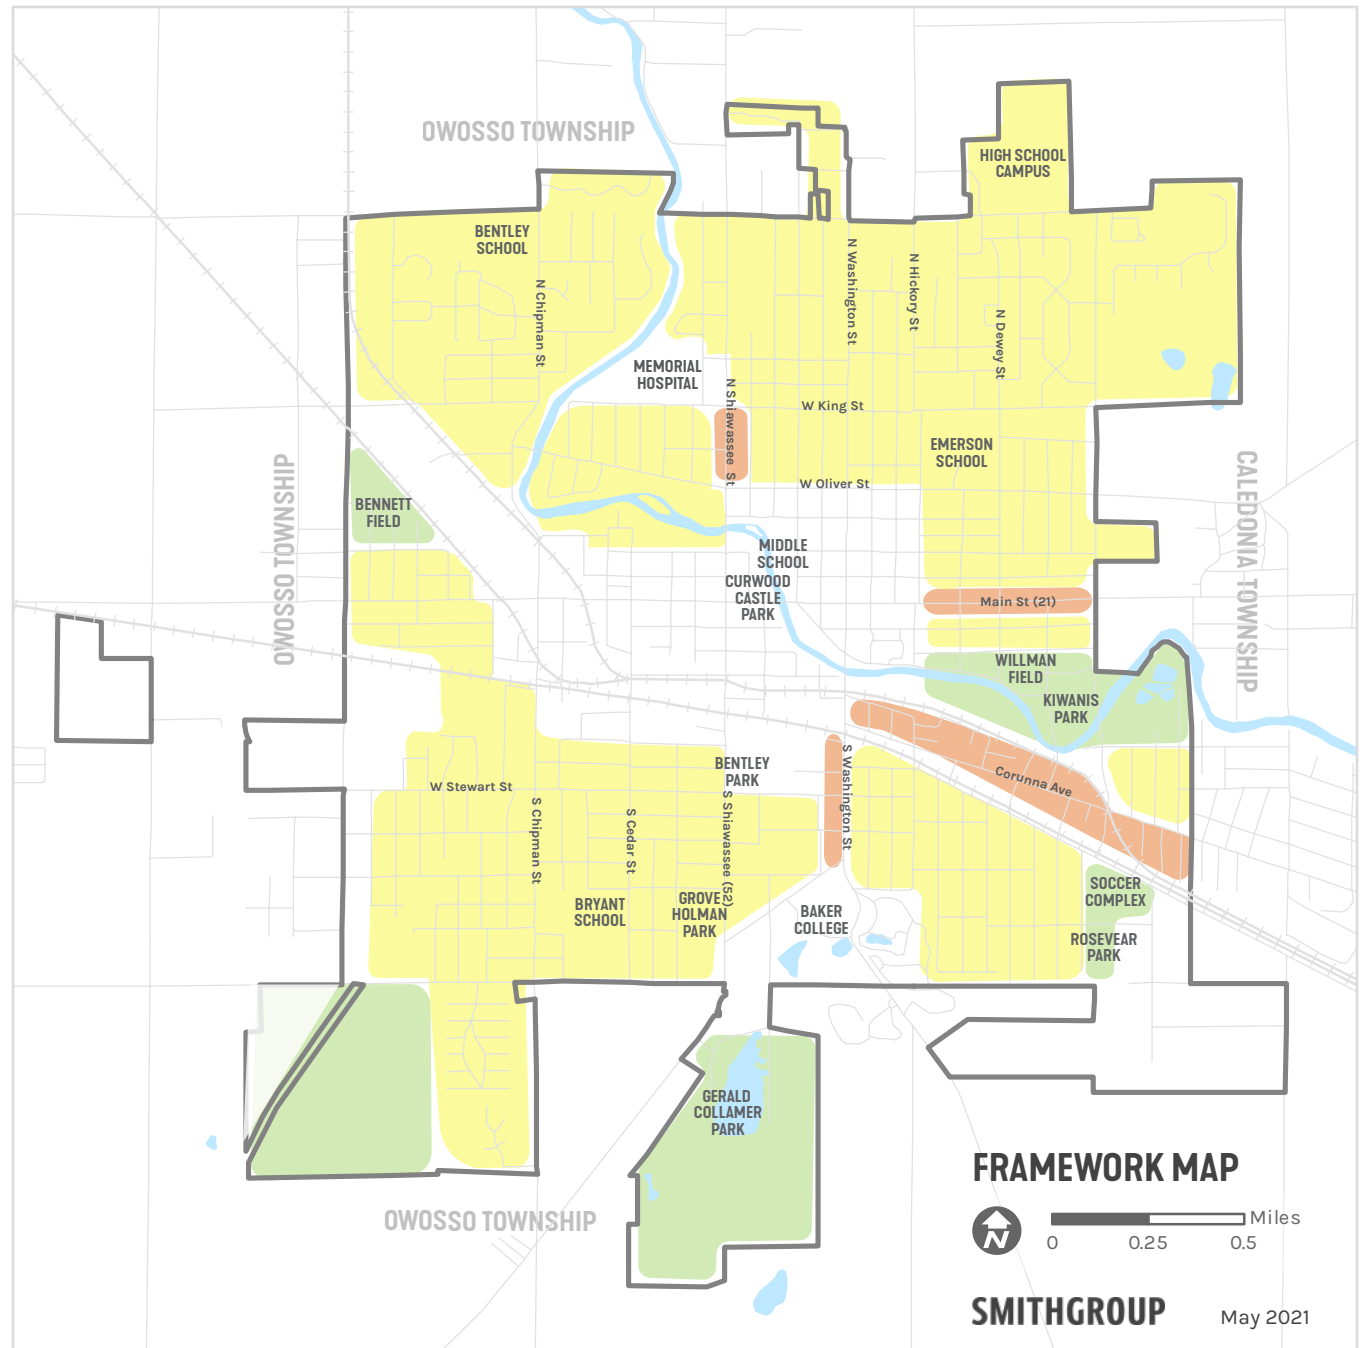 OWOSSO TOWNSHIP
HIGH SCHOOL
CAMPUS
BENTLEY
SCHOOL
N Chipman St
N Washington St
N Hickory St
N Dewey St
MEMORIAL
HOSPITAL
N Shiawassee St
W King St
EMERSON
SCHOOL
W Oliver St
OWOSSO TOWNSHIP
BENNETT
FIELD
CALEDONIA TOWNSHIP
MIDDLE
SCHOOL
CURWOOD
CASTLE
PARK
Main St (21)
WILLMAN
FIELD
KIWANIS
PARK
BENTLEY
PARK
S Washington St
Corunna Ave
W Stewart St
S Chipman St
S Cedar St
S Shiawassee (52)
BRYANT
SCHOOL
GROVE
HOLMAN
PARK
BAKER
COLLEGE
SOCCER
COMPLEX
ROSEVEAR
PARK
GERALD
COLLAMER
PARK
OWOSSO TOWNSHIP
FRAMEWORK MAP
N
Miles
0 0.25 0.5
SMITHGROUP
May 2021